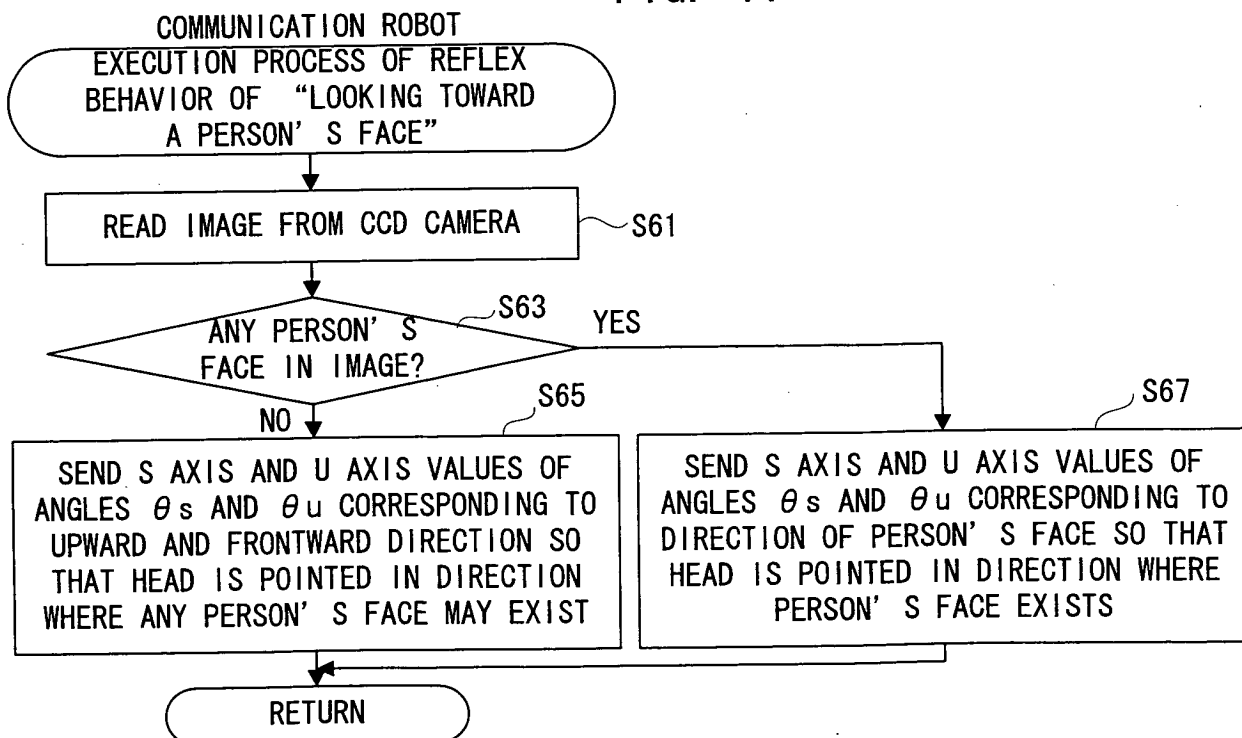 COMMUNICATION ROBOT
EXECUTION PROCESS OF REFLEX
BEHAVIOR OF "LOOKING TOWARD
A PERSON'S FACE"
READ IMAGE FROM CCD CAMERA
S61
S63
ANY PERSON'S
FACE IN IMAGE?
YES
NO
S65
SEND S AXIS AND U AXIS VALUES OF
ANGLES θs AND θu CORRESPONDING TO
UPWARD AND FRONTWARD DIRECTION SO
THAT HEAD IS POINTED IN DIRECTION
WHERE ANY PERSON'S FACE MAY EXIST
S67
SEND S AXIS AND U AXIS VALUES OF
ANGLES θs AND θu CORRESPONDING TO
DIRECTION OF PERSON'S FACE SO THAT
HEAD IS POINTED IN DIRECTION WHERE
PERSON'S FACE EXISTS
RETURN